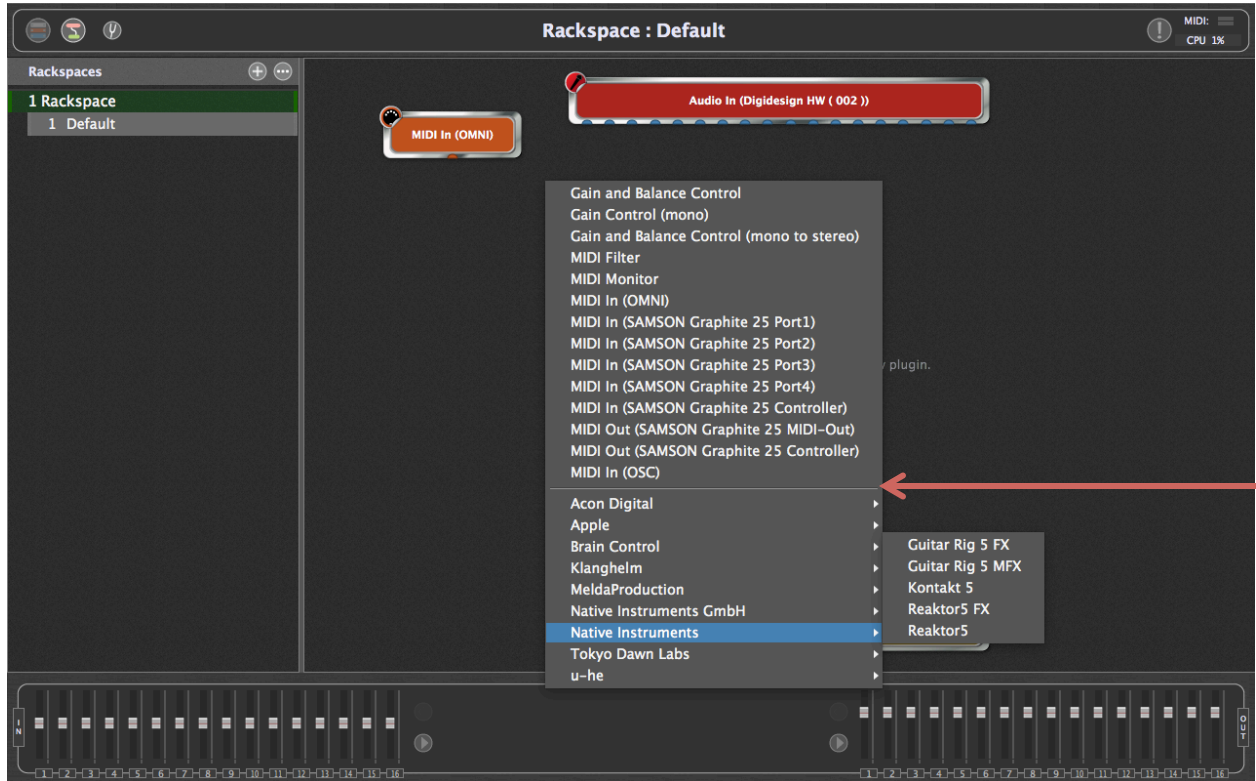 Rackspace : Default
MIDI:
CPU 1%
Rackspaces
1 Rackspace
1 Default
Audio In (Digidesign HW ( 002 ))
MIDI In (OMNI)
Gain and Balance Control
Gain Control (mono)
Gain and Balance Control (mono to stereo)
MIDI Filter
MIDI Monitor
MIDI In (OMNI)
MIDI In (SAMSON Graphite 25 Port1)
MIDI In (SAMSON Graphite 25 Port2)
MIDI In (SAMSON Graphite 25 Port3)
plugin.
MIDI In (SAMSON Graphite 25 Port4)
MIDI In (SAMSON Graphite 25 Controller)
MIDI Out (SAMSON Graphite 25 MIDI-Out)
MIDI Out (SAMSON Graphite 25 Controller)
MIDI In (OSC)
Acon Digital
Apple
Brain Control
Klanghelm
MeldaProduction
Native Instruments GmbH
Native Instruments
Tokyo Dawn Labs
u-he
Guitar Rig 5 FX
Guitar Rig 5 MFX
Kontakt 5
Reaktor5 FX
Reaktor5
IN
1 2 3 4 5 6 7 8 9 10 11 12 13 14 15 16
1 2 3 4 5 6 7 8 9 10 11 12 13 14 15 16
OUT